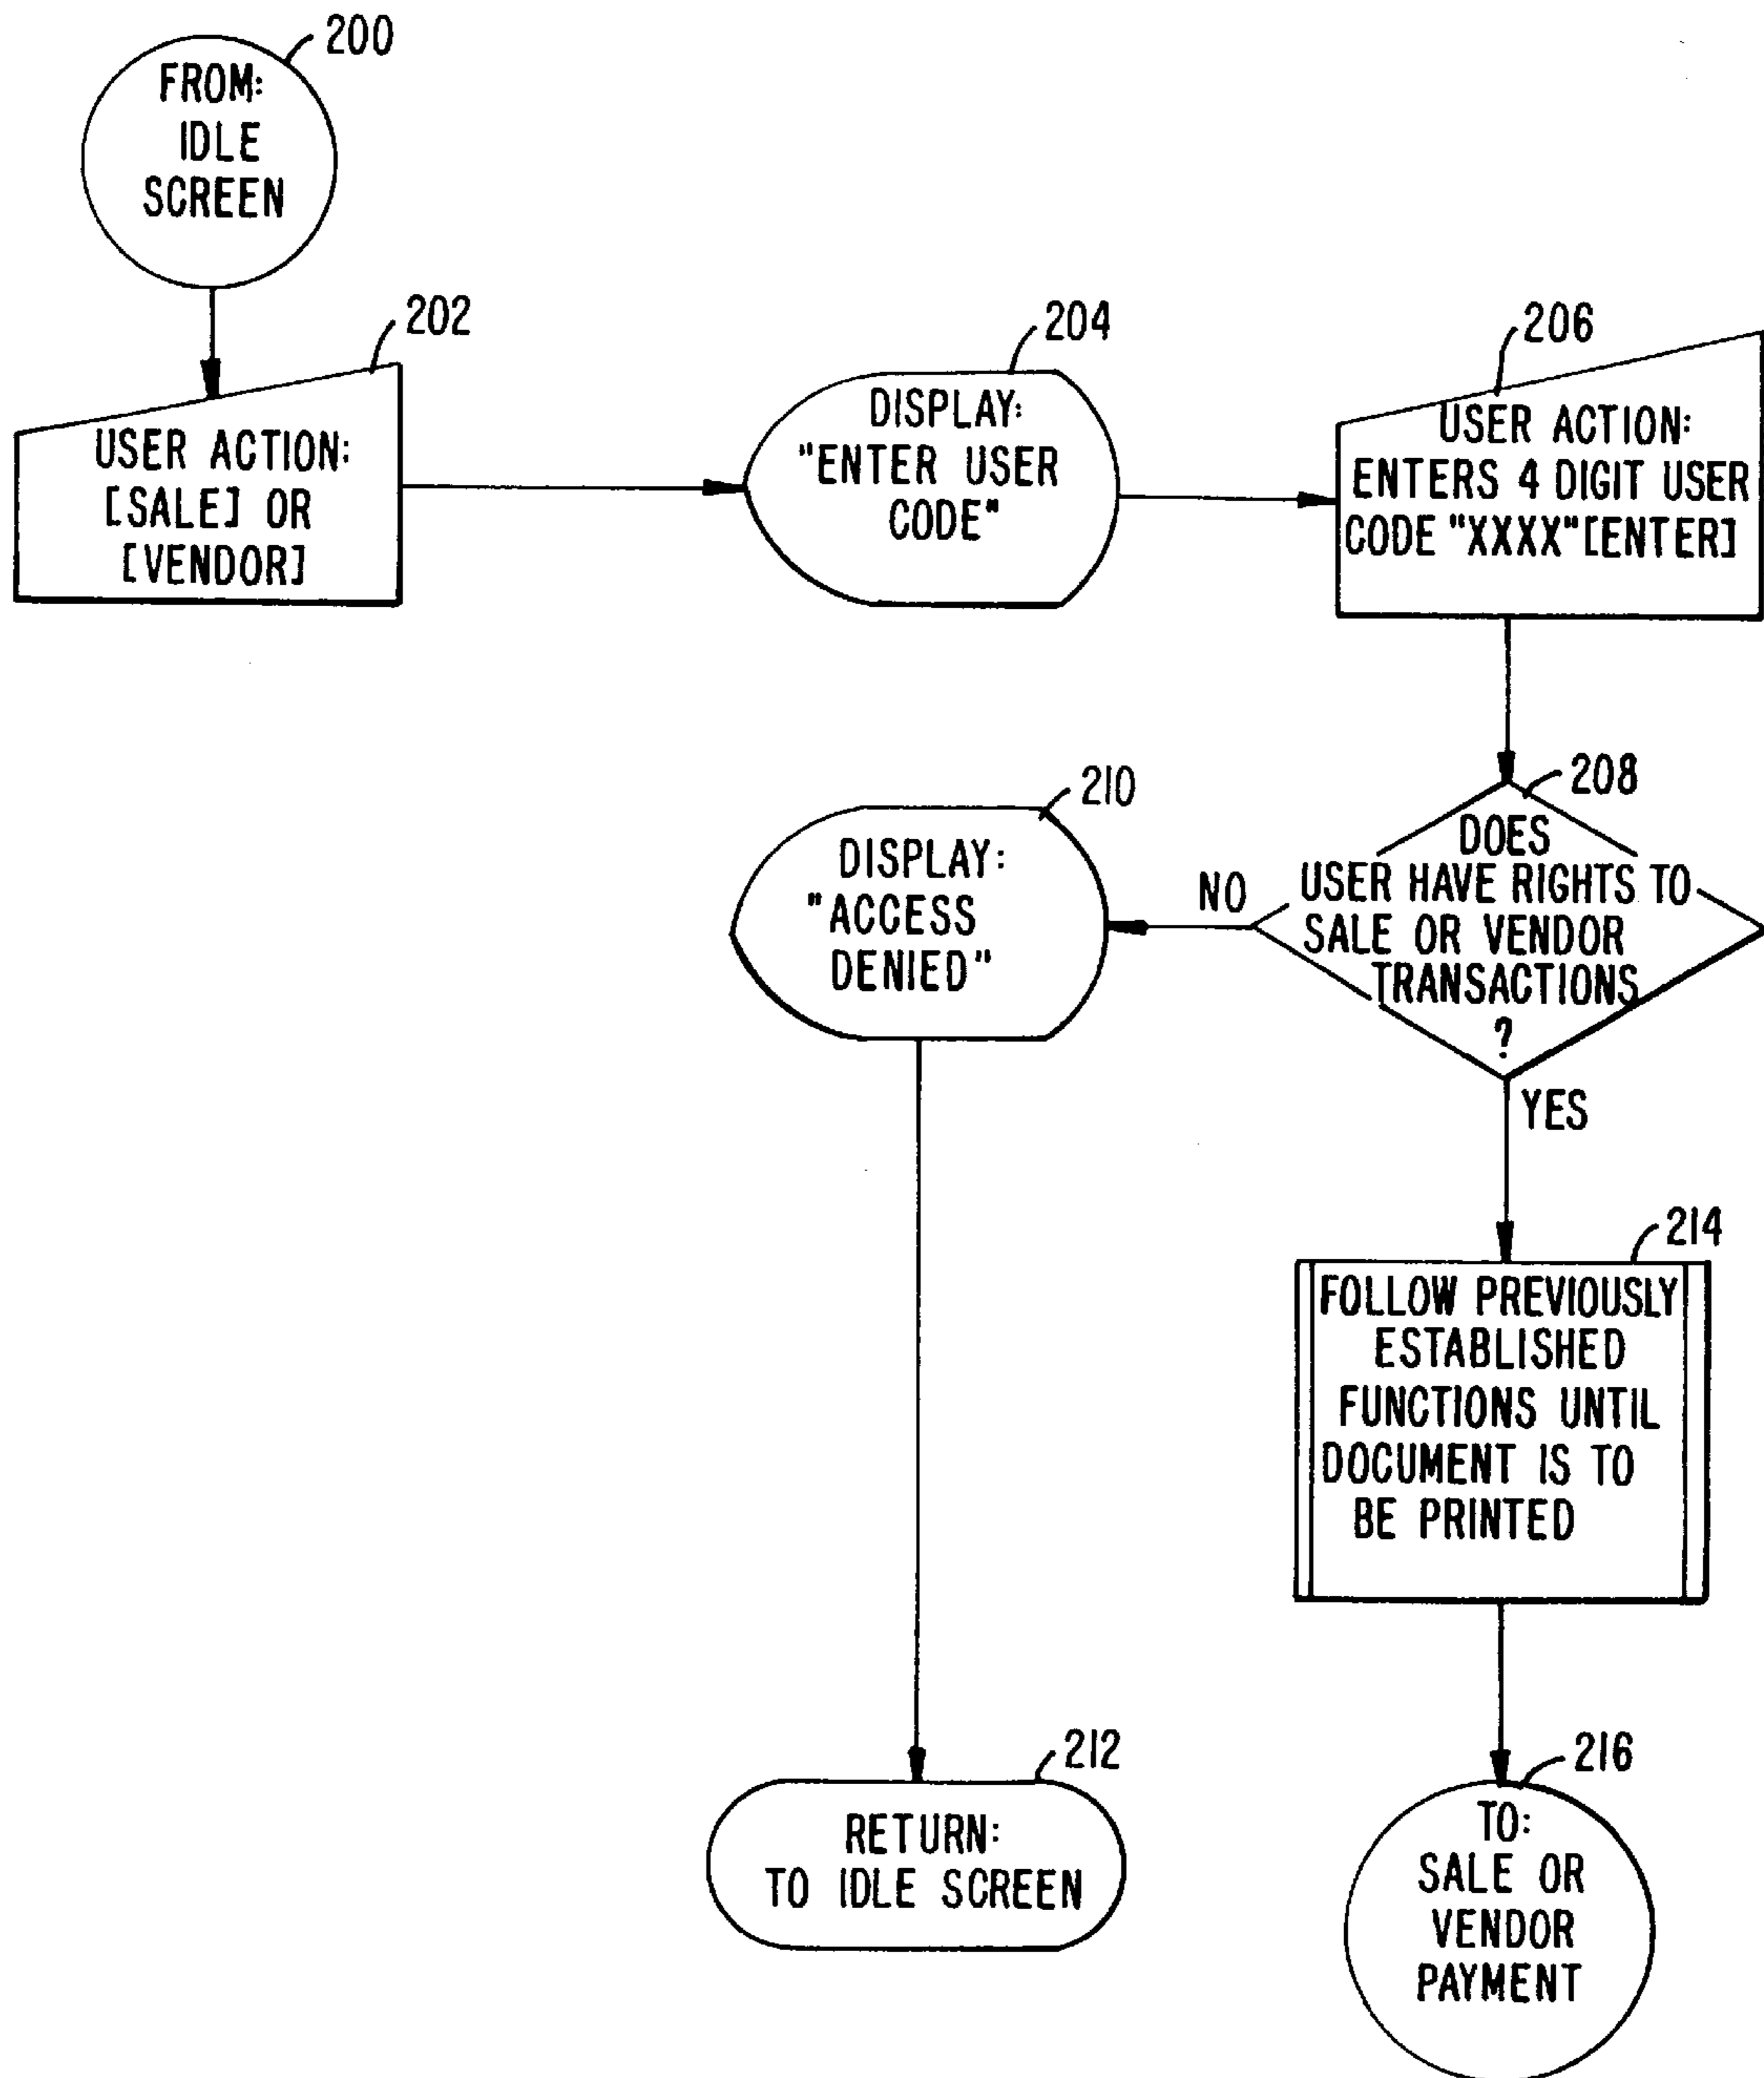 200
FROM:
IDLE
SCREEN
202
USER ACTION:
[SALE] OR
[VENDOR]
204
DISPLAY:
"ENTER USER
CODE"
206
USER ACTION:
ENTERS 4 DIGIT USER
CODE "XXXX"[ENTER]
208
DOES
USER HAVE RIGHTS TO
SALE OR VENDOR
TRANSACTIONS
?
NO
210
DISPLAY:
"ACCESS
DENIED"
YES
214
FOLLOW PREVIOUSLY
ESTABLISHED
FUNCTIONS UNTIL
DOCUMENT IS TO
BE PRINTED
212
RETURN:
TO IDLE SCREEN
216
TO:
SALE OR
VENDOR
PAYMENT